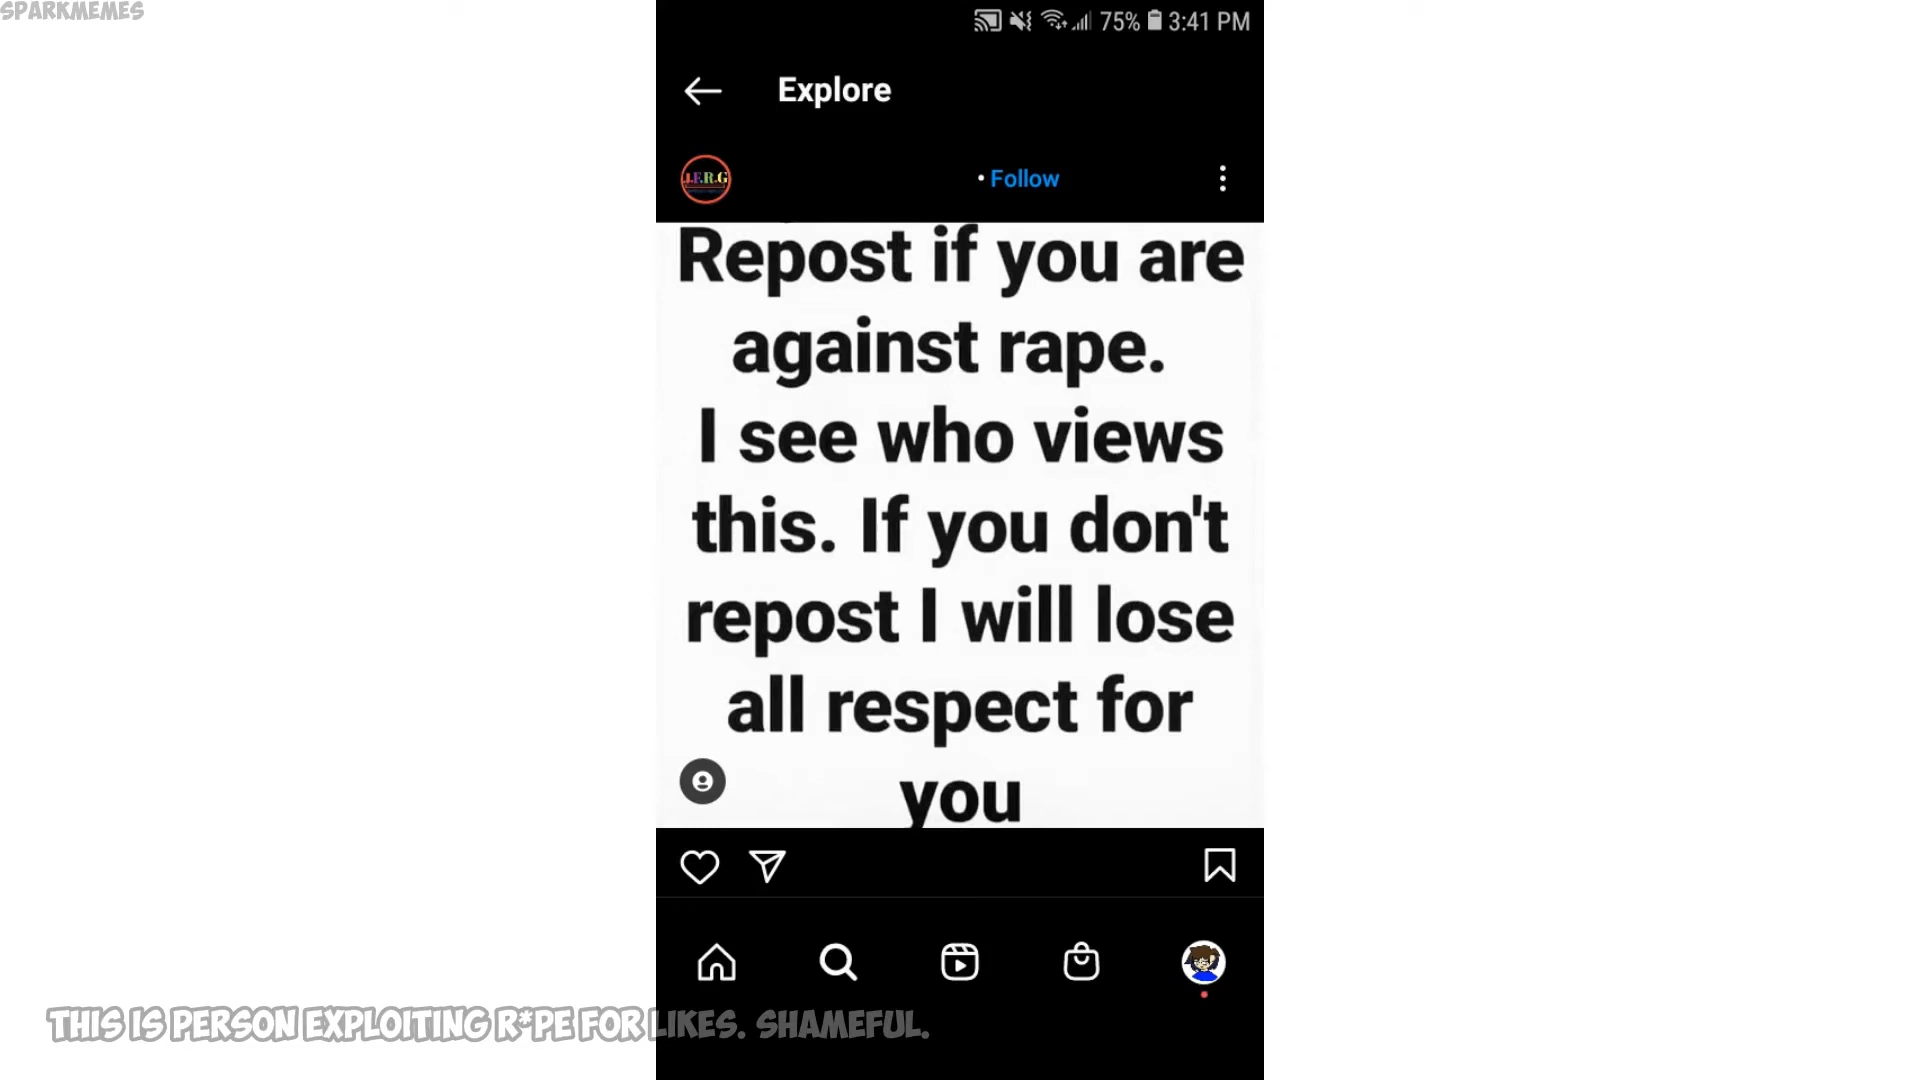 SPARKMEMES
75% 3:41 PM
Explore
J.F.R.G
• Follow
Repost if you are
against rape.
I see who views
this. If you don't
repost I will lose
all respect for
you
THIS IS PERSON EXPLOITING R*PE FOR LIKES. SHAMEFUL.